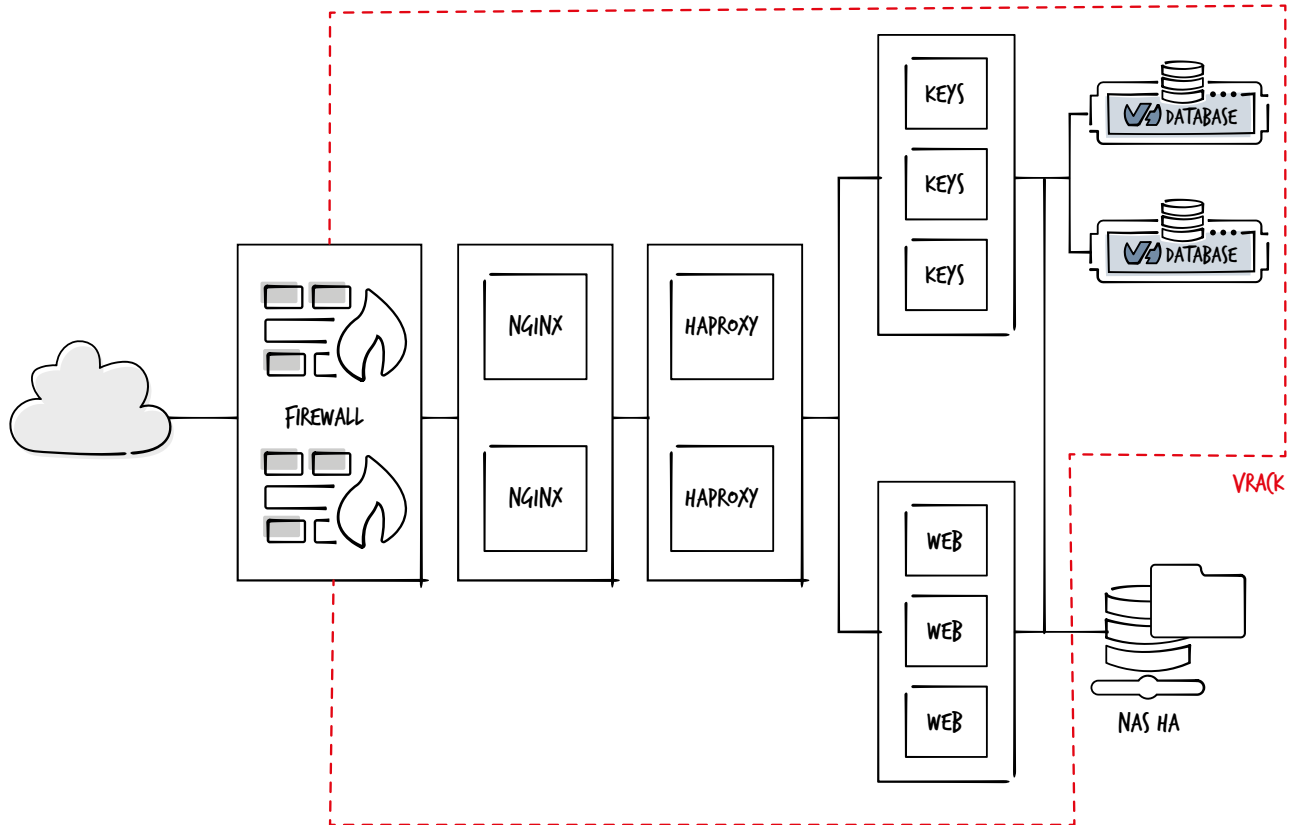 FIREWALL
NGINX
NGINX
HAPROXY
HAPROXY
KEYS
KEYS
KEYS
WEB
WEB
WEB
DATABASE
DATABASE
VRACK
NAS HA